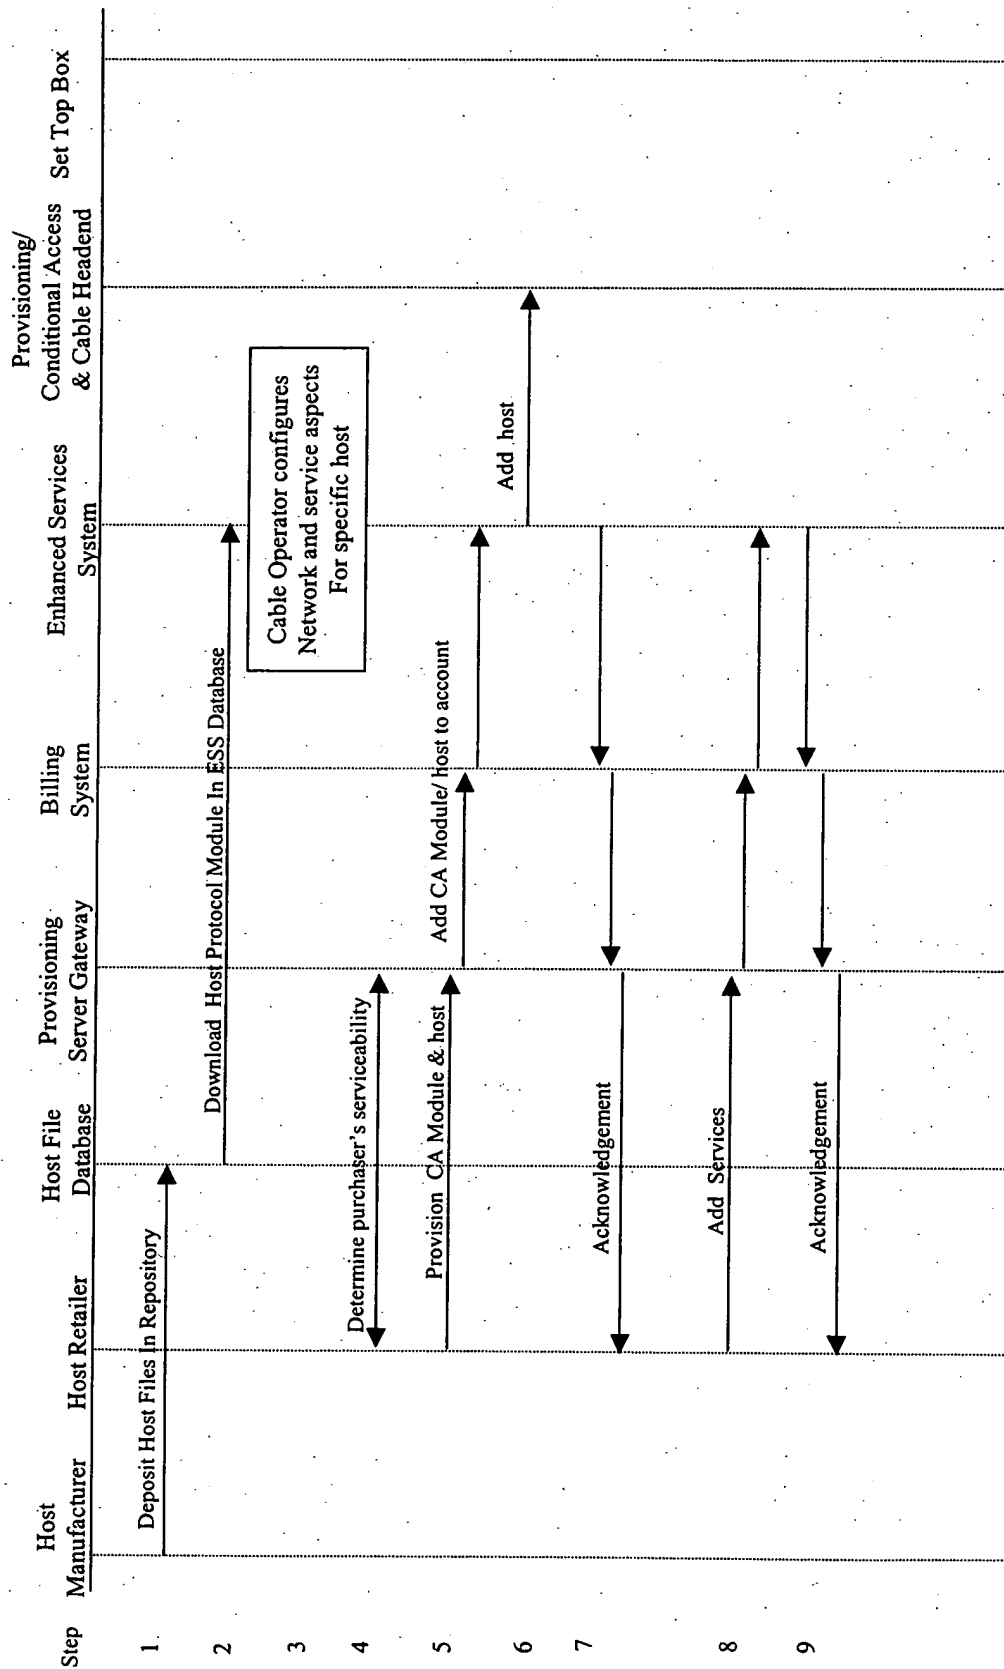 Step
Host
Manufacturer
Host Retailer
Host File
Database
Provisioning
Server Gateway
Billing
System
Enhanced Services
System
Provisioning/
Conditional Access
& Cable Headend
Set Top Box
1
Deposit Host Files In Repository
2
Download Host Protocol Module In ESS Database
3
Cable Operator configures
Network and service aspects
For specific host
4
Determine purchaser's serviceability
5
Provision CA Module & host
Add CA Module/ host to account
6
Add host
7
Acknowledgement
8
Add Services
9
Acknowledgement